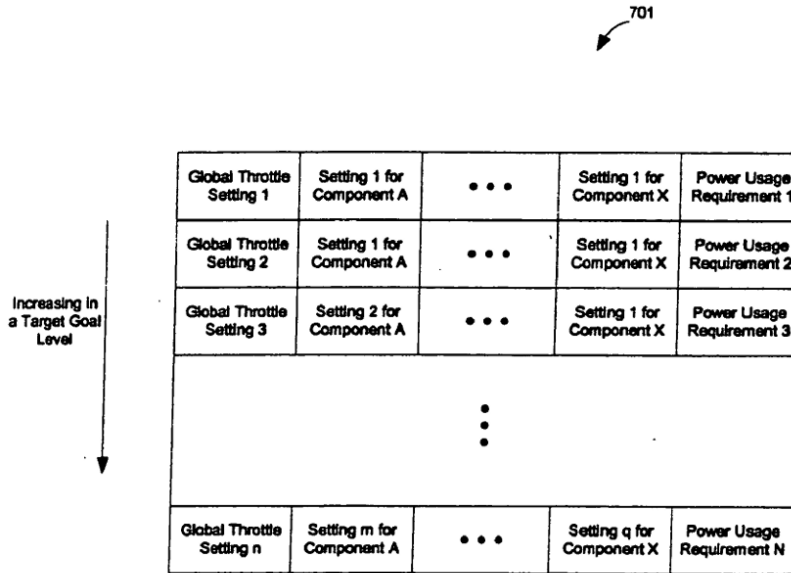 701
Global Throttle
Setting 1
Setting 1 for
Component A
• • •
Setting 1 for
Component X
Power Usage
Requirement 1
Global Throttle
Setting 2
Setting 1 for
Component A
• • •
Setting 1 for
Component X
Power Usage
Requirement 2
Increasing in
a Target Goal
Level
Global Throttle
Setting 3
Setting 2 for
Component A
• • •
Setting 1 for
Component X
Power Usage
Requirement 3
Global Throttle
Setting n
Setting m for
Component A
• • •
Setting q for
Component X
Power Usage
Requirement N